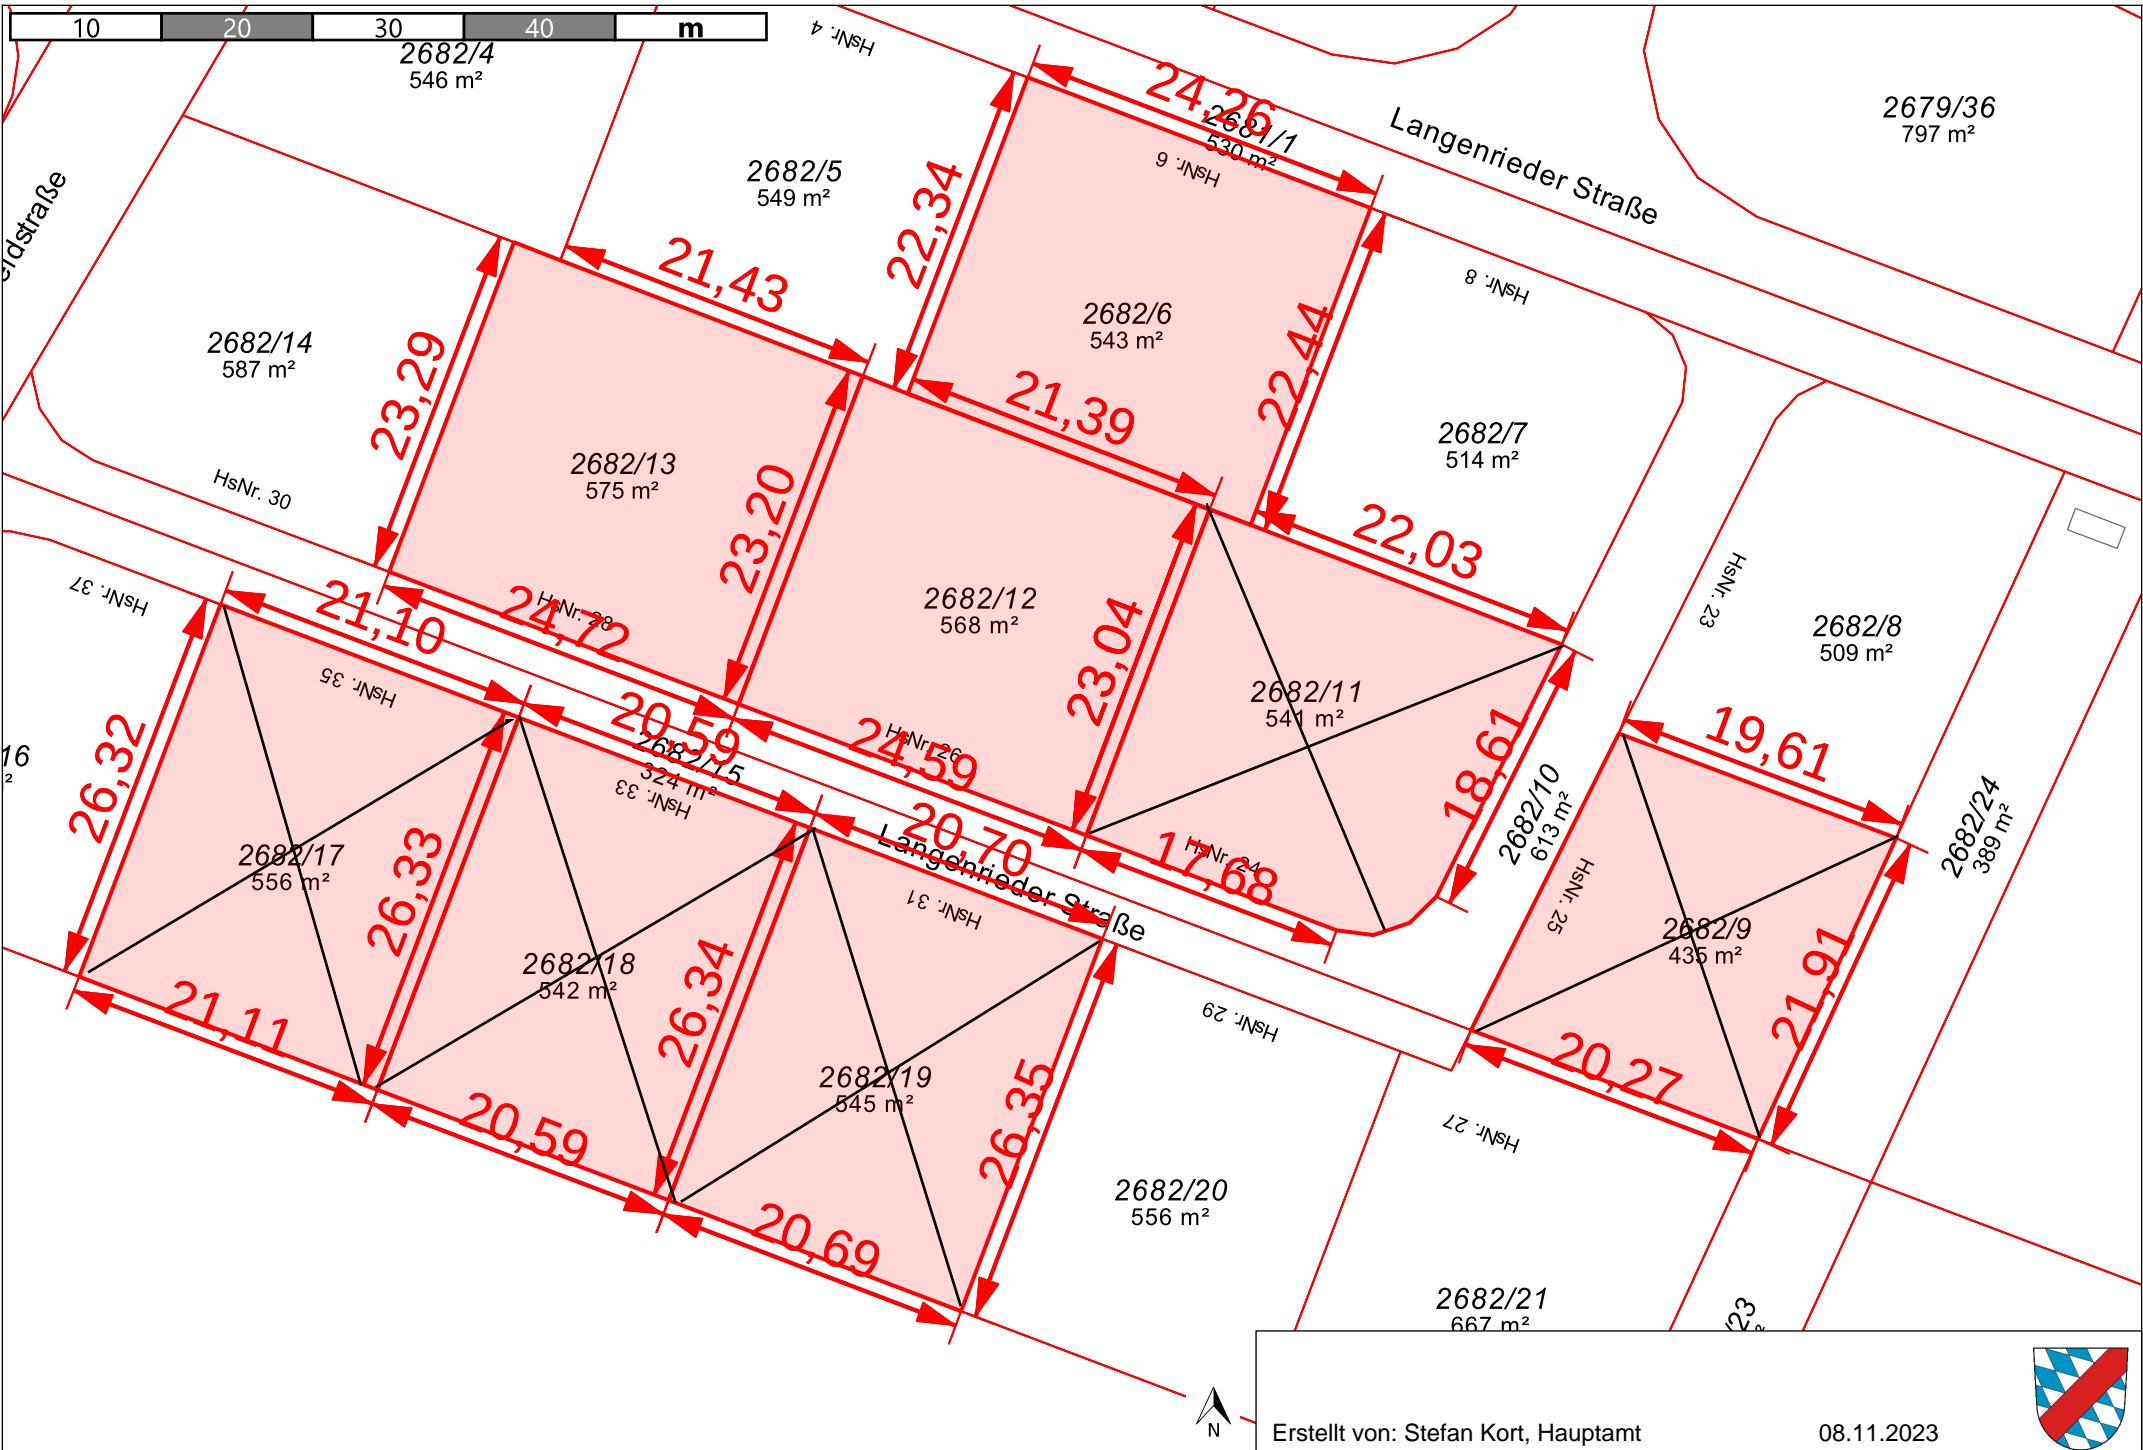 10 20 30 40 m
2682/4
546 m²
HsNr. 4
24,26
2681/1
530 m²
HsNr. 6
Langenrieder Straße
2679/36
797 m²
2682/5
549 m²
22,34
21,43
HsNr. 8
2682/6
543 m²
22,44
2682/14
587 m²
23,29
21,39
2682/7
514 m²
2682/13
575 m²
23,20
HsNr. 30
22,03
HsNr. 23
HsNr. 37
21,10
24,72
HsNr. 28
2682/12
568 m²
23,04
2682/8
509 m²
HsNr. 35
2682/11
541 m²
20,59
2682/15
324 m²
HsNr. 33
HsNr. 26
24,59
18,61
19,61
16
26,32
2682/10
613 m²
2682/24
389 m²
2682/17
556 m²
26,33
20,70
Langenrieder Straße
HsNr. 24
17,68
HsNr. 31
HsNr. 25
2682/9
435 m²
21,91
2682/18
542 m²
26,34
21,11
HsNr. 29
20,27
2682/19
545 m²
26,35
20,59
HsNr. 27
2682/20
556 m²
20,69
2682/21
667 m²
/23
N
Erstellt von: Stefan Kort, Hauptamt 08.11.2023